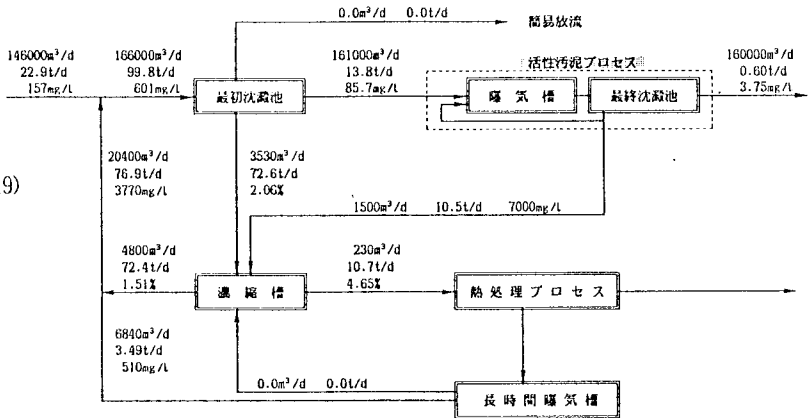 0.0m³/d 0.0t/d
簡易放流
146000m³/d
22.9t/d
157mg/l
166000m³/d
99.8t/d
601mg/l
最初沈澱池
161000m³/d
13.8t/d
85.7mg/l
活性汚泥プロセス
曝気槽
最終沈澱池
160000m³/d
0.60t/d
3.75mg/l
9)
20400m³/d
76.9t/d
3770mg/l
3530m³/d
72.6t/d
2.06%
1500m³/d 10.5t/d 7000mg/l
4800m³/d
72.4t/d
1.51%
濃縮槽
230m³/d
10.7t/d
4.65%
熱処理プロセス
6840m³/d
3.49t/d
510mg/l
0.0m³/d 0.0t/d
長時間曝気槽